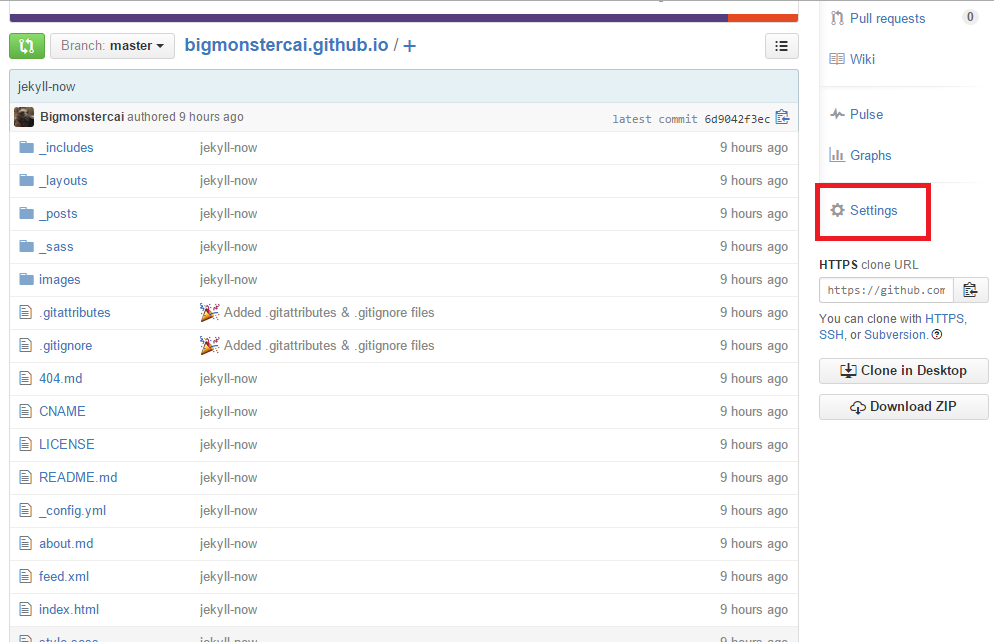 Branch: master
bigmonstercai.github.io / +
jekyll-now
Bigmonstercai authored 9 hours ago
latest commit 6d9042f3ec
_includes jekyll-now 9 hours ago
_layouts jekyll-now 9 hours ago
_posts jekyll-now 9 hours ago
_sass jekyll-now 9 hours ago
images jekyll-now 9 hours ago
.gitattributes Added .gitattributes & .gitignore files 9 hours ago
.gitignore Added .gitattributes & .gitignore files 9 hours ago
404.md jekyll-now 9 hours ago
CNAME jekyll-now 9 hours ago
LICENSE jekyll-now 9 hours ago
README.md jekyll-now 9 hours ago
_config.yml jekyll-now 9 hours ago
about.md jekyll-now 9 hours ago
feed.xml jekyll-now 9 hours ago
index.html jekyll-now 9 hours ago
jekyll-now 9 hours ago
Pull requests 0
Wiki
Pulse
Graphs
Settings
HTTPS clone URL
https://github.com
You can clone with HTTPS,
SSH, or Subversion.
Clone in Desktop
Download ZIP